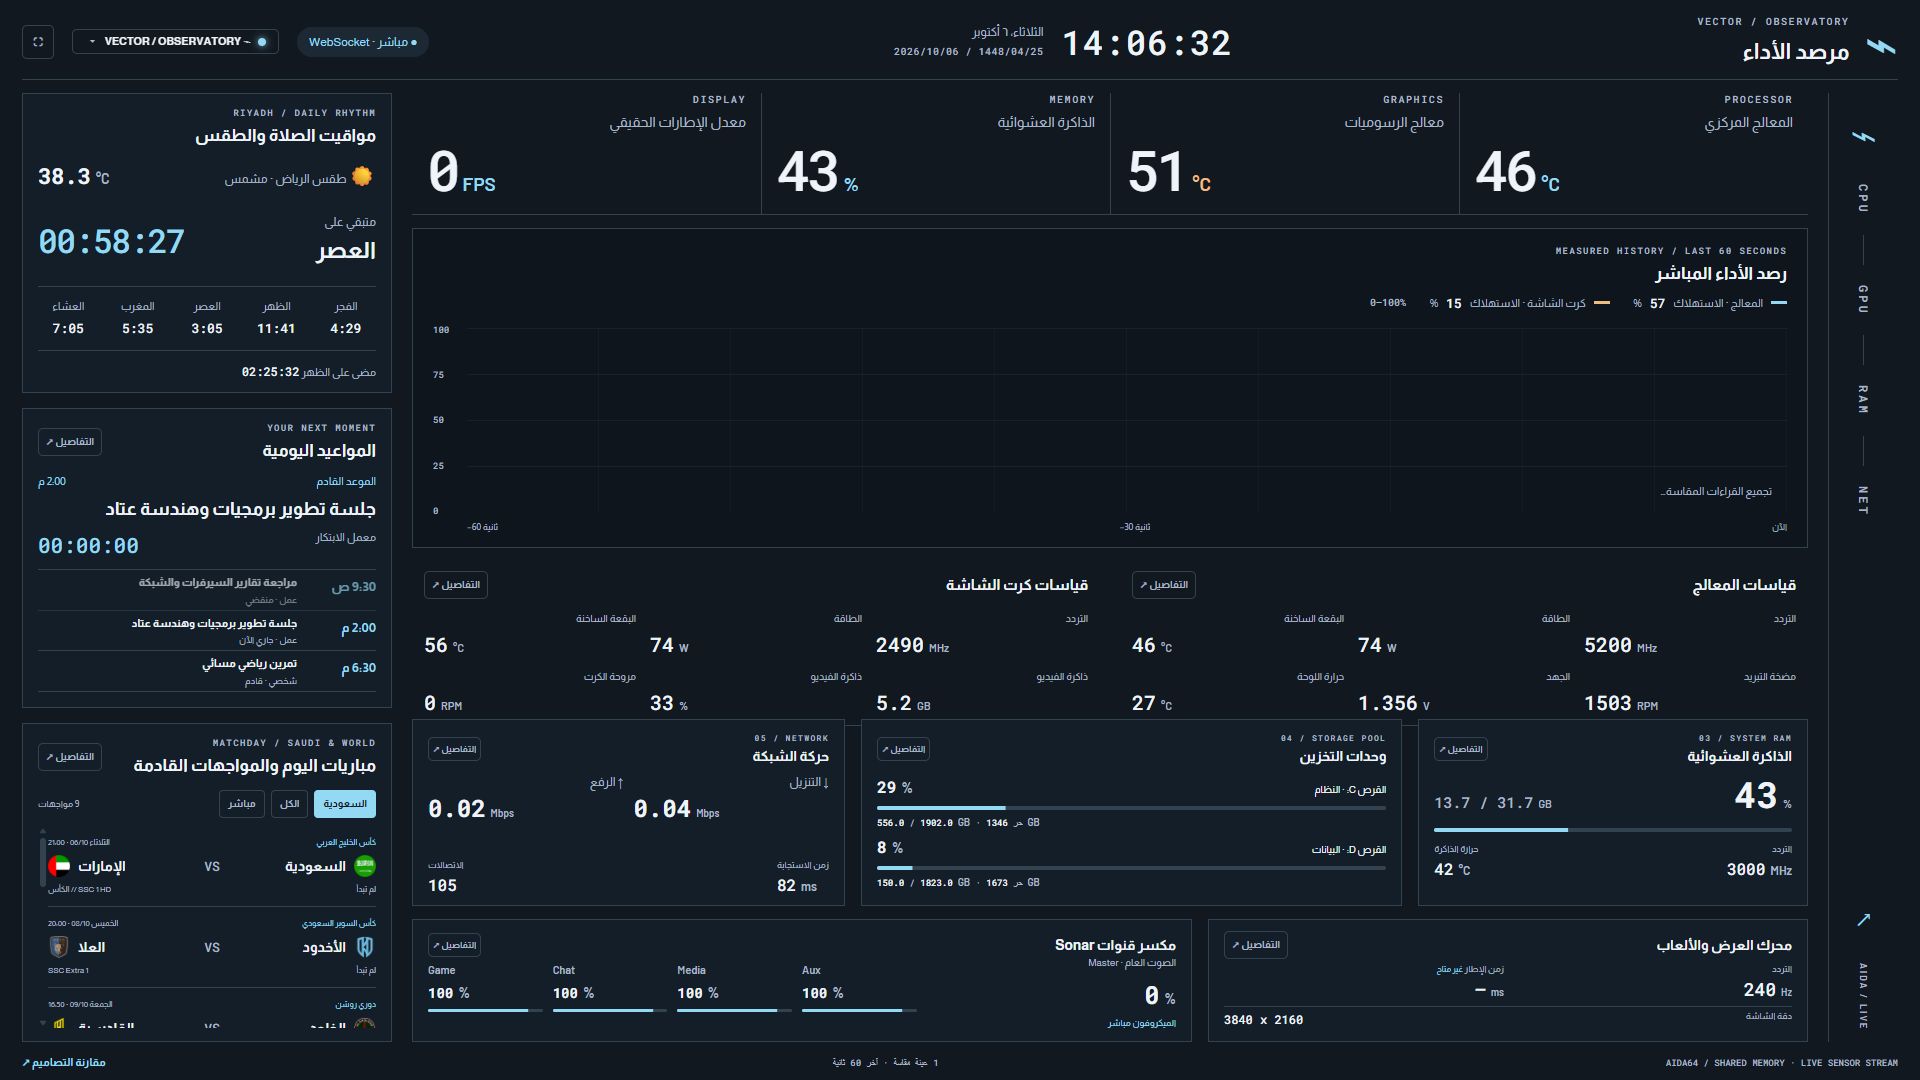 VECTOR / OBSERVATORY
مرصد الأداء
14:06:32
الثلاثاء، ٦ أكتوبر
2026/10/06 / 1448/04/25
مباشر · WebSocket
VECTOR / OBSERVATORY —
CPU
GPU
RAM
NET
AIDA / LIVE
PROCESSOR
المعالج المركزي
46 °C
GRAPHICS
معالج الرسوميات
51 °C
MEMORY
الذاكرة العشوائية
43 %
DISPLAY
معدل الإطارات الحقيقي
0 FPS
MEASURED HISTORY / LAST 60 SECONDS
رصد الأداء المباشر
المعالج · الاستهلاك 57 %
كرت الشاشة · الاستهلاك 15 %
0–100%
100
75
50
25
0
تجميع القراءات المقاسة...
الآن
ثانية 30-
ثانية 60-
قياسات المعالج
التفاصيل ↗
التردد
5200 MHz
الطاقة
74 W
البقعة الساخنة
46 °C
مضخة التبريد
1503 RPM
الجهد
1.356 V
حرارة اللوحة
27 °C
قياسات كرت الشاشة
التفاصيل ↗
التردد
2490 MHz
الطاقة
74 W
البقعة الساخنة
56 °C
ذاكرة الفيديو
5.2 GB
ذاكرة الفيديو
33 %
مروحة الكرت
0 RPM
03 / SYSTEM RAM
الذاكرة العشوائية
التفاصيل ↗
43 %
13.7 / 31.7 GB
التردد
3000 MHz
حرارة الذاكرة
42 °C
04 / STORAGE POOL
وحدات التخزين
التفاصيل ↗
القرص C: · النظام
29 %
556.0 / 1902.0 GB · 1346 حر GB
القرص D: · البيانات
8 %
150.0 / 1823.0 GB · 1673 حر GB
05 / NETWORK
حركة الشبكة
التفاصيل ↗
↓ التنزيل
0.04 Mbps
↑ الرفع
0.02 Mbps
زمن الاستجابة
82 ms
الاتصالات
105
محرك العرض والألعاب
التفاصيل ↗
التردد
240 Hz
زمن الإطار غير متاح
— ms
دقة الشاشة
3840 x 2160
مكسر قنوات Sonar
الصوت العام · Master
0 %
الميكروفون مباشر
التفاصيل ↗
Game
100 %
Chat
100 %
Media
100 %
Aux
100 %
RIYADH / DAILY RHYTHM
مواقيت الصلاة والطقس
طقس الرياض · مشمس
38.3 °C
متبقي على
العصر
00:58:27
الفجر
4:29
الظهر
11:41
العصر
3:05
المغرب
5:35
العشاء
7:05
مضى على الظهر 02:25:32
YOUR NEXT MOMENT
المواعيد اليومية
التفاصيل ↗
الموعد القادم
2:00 م
جلسة تطوير برمجيات وهندسة عتاد
معمل الابتكار
00:00:00
9:30 ص
مراجعة تقارير السيرفرات والشبكة
عمل · منقضي
2:00 م
جلسة تطوير برمجيات وهندسة عتاد
عمل · جاري الآن
6:30 م
تمرين رياضي مسائي
شخصي · قادم
MATCHDAY / SAUDI & WORLD
مباريات اليوم والمواجهات القادمة
التفاصيل ↗
السعودية
الكل
مباشر
9 مواجهات
كأس الخليج العربي
الثلاثاء 06/10 · 21:00
السعودية
VS
الإمارات
لم تبدأ
الكأس // SSC 1 HD
كأس السوبر السعودي
الخميس 08/10 · 20:00
الأخدود
VS
العلا
لم تبدأ
SSC Extra 1
دوري روشن
الجمعة 09/10 · 16:50
VS
القادسية
AIDA64 / SHARED MEMORY · LIVE SENSOR STREAM
1 عينة مقاسة · آخر 60 ثانية
مقارنة التصاميم ↗